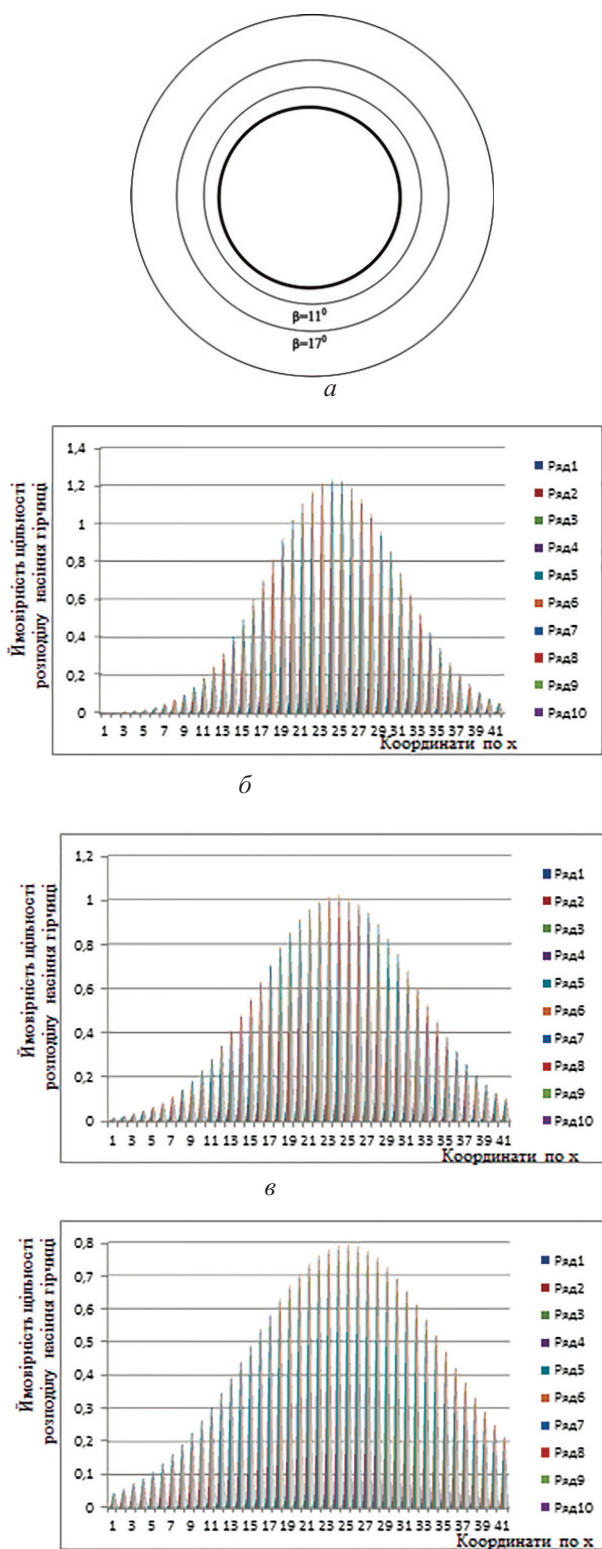 β=11⁰
β=17⁰
а
Ймовірність щільності
розподілу насіння гірчиці
1,4
1,2
1
0,8
0,6
0,4
0,2
0
1 3 5 7 9 11 13 15 17 19 21 23 25 27 29 31 33 35 37 39 41
Координати по х
Ряд1
Ряд2
Ряд3
Ряд4
Ряд5
Ряд6
Ряд7
Ряд8
Ряд9
Ряд10
б
Ймовірність щільності
розподілу насіння гірчиці
1,2
1
0,8
0,6
0,4
0,2
0
1 3 5 7 9 11 13 15 17 19 21 23 25 27 29 31 33 35 37 39 41
Координати по х
Ряд1
Ряд2
Ряд3
Ряд4
Ряд5
Ряд6
Ряд7
Ряд8
Ряд9
Ряд10
в
Ймовірність щільності
розподілу насіння гірчиці
0,8
0,7
0,6
0,5
0,4
0,3
0,2
0,1
0
1 3 5 7 9 11 13 15 17 19 21 23 25 27 29 31 33 35 37 39 41
Координати по х
Ряд1
Ряд2
Ряд3
Ряд4
Ряд5
Ряд6
Ряд7
Ряд8
Ряд9
Ряд10